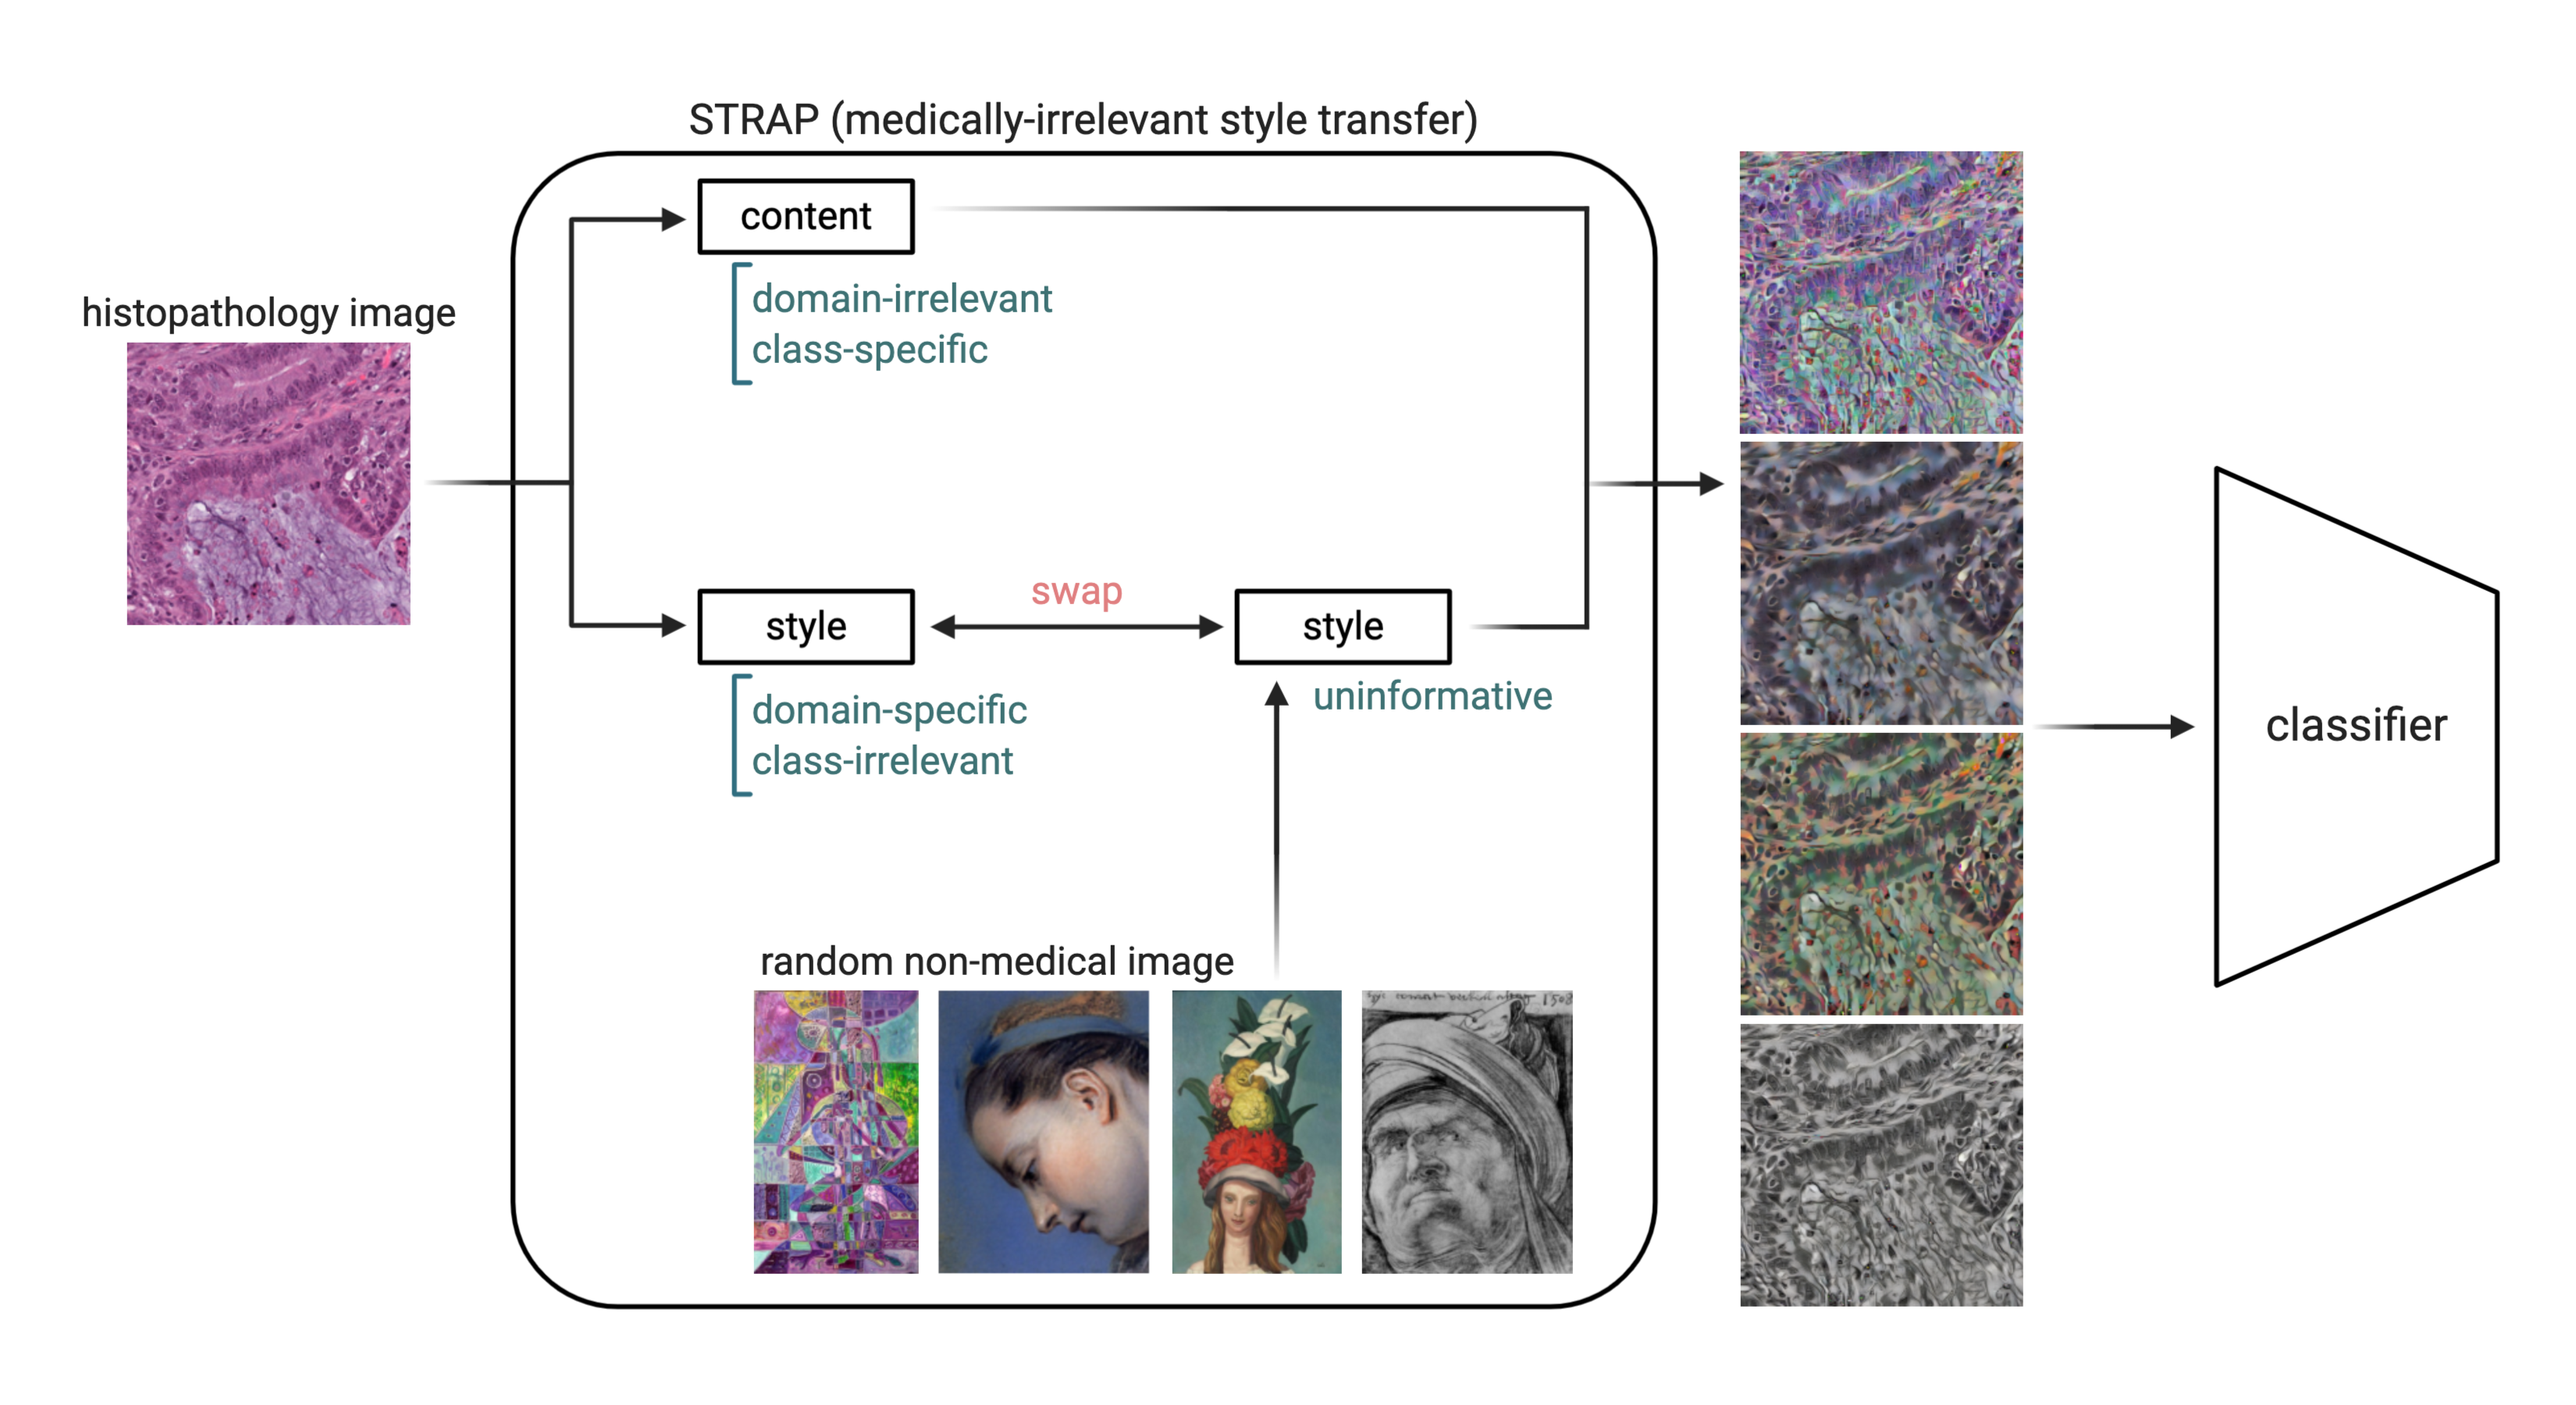 STRAP (medically-irrelevant style transfer)
content
domain-irrelevant
class-specific
histopathology image
swap
style
style
domain-specific
class-irrelevant
uninformative
classifier
random non-medical image
1508